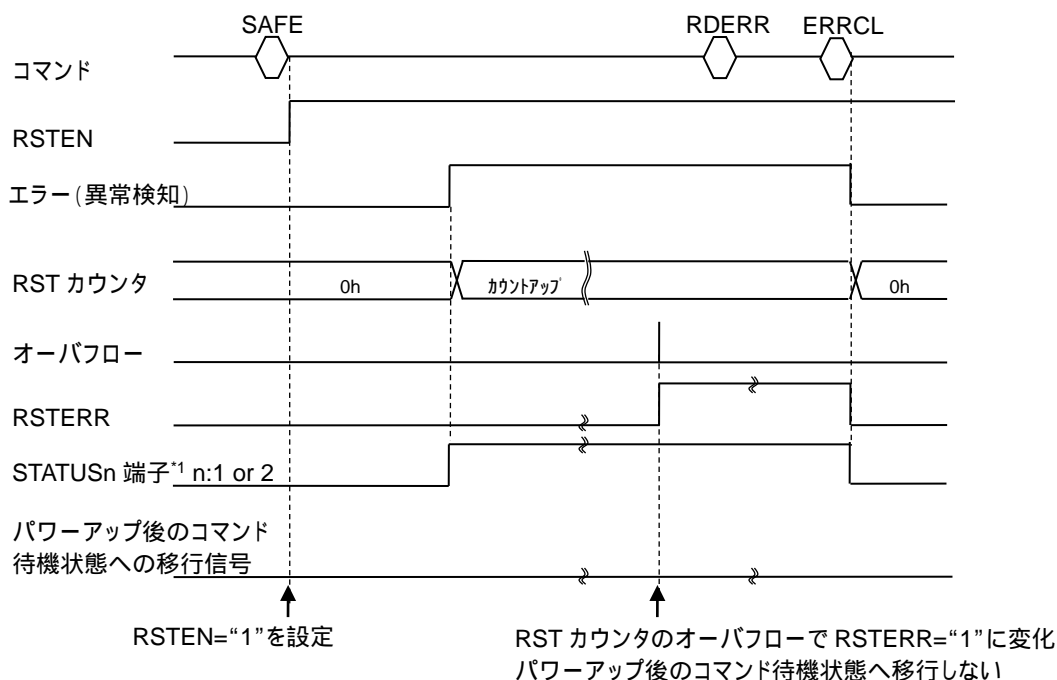 SAFE
RDERR
ERRCL
コマンド
RSTEN
エラー(異常検知)
RST カウンタ
0h
カウントアップ
0h
オーバフロー
RSTERR
STATUSn 端子*1 n:1 or 2
パワーアップ後のコマンド
待機状態への移行信号
RSTEN=“1”を設定
RST カウンタのオーバフローで RSTERR=“1”に変化
パワーアップ後のコマンド待機状態へ移行しない